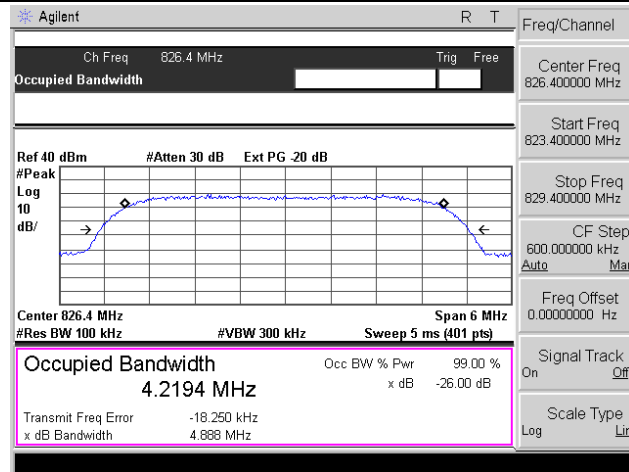 Agilent R T
Freq/Channel
Ch Freq 826.4 MHz Trig Free
Occupied Bandwidth
Center Freq
826.400000 MHz
Start Freq
823.400000 MHz
Stop Freq
829.400000 MHz
CF Step
600.000000 kHz
Auto Mar
Freq Offset
0.00000000 Hz
Signal Track
On Off
Scale Type
Log Lin
Ref 40 dBm #Atten 30 dB Ext PG -20 dB
#Peak
Log
10
dB/
Center 826.4 MHz Span 6 MHz
#Res BW 100 kHz #VBW 300 kHz Sweep 5 ms (401 pts)
Occupied Bandwidth Occ BW % Pwr 99.00 %
4.2194 MHz x dB -26.00 dB
Transmit Freq Error -18.250 kHz
x dB Bandwidth 4.888 MHz